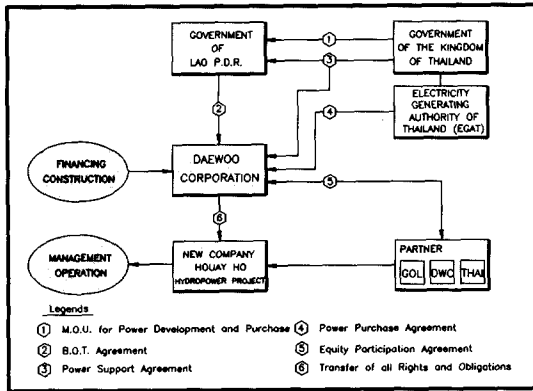 GOVERNMENT
OF
LAO P.D.R.
①
③
GOVERNMENT
OF THE KINGDOM
OF THAILAND
②
④
ELECTRICITY
GENERATING
AUTHORITY OF
THAILAND (EGAT)
FINANCING
CONSTRUCTION
DAEWOO
CORPORATION
⑤
⑥
MANAGEMENT
OPERATION
NEW COMPANY
HOUAY HO
HYDROPOWER PROJECT
PARTNER
GOL DWC THAI
Legends
① M.O.U. for Power Development and Purchase
② B.O.T. Agreement
③ Power Support Agreement
④ Power Purchase Agreement
⑤ Equity Participation Agreement
⑥ Transfer of all Rights and Obligations